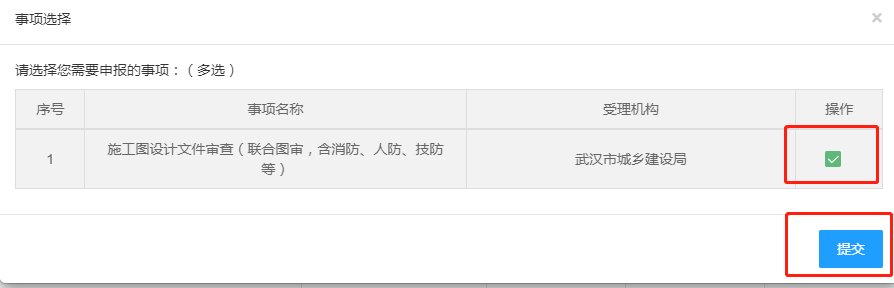 事项选择 ×
请选择您需要申报的事项：（多选）
序号 事项名称 受理机构 操作
1 施工图设计文件审查（联合图审，含消防、人防、技防等） 武汉市城乡建设局
提交